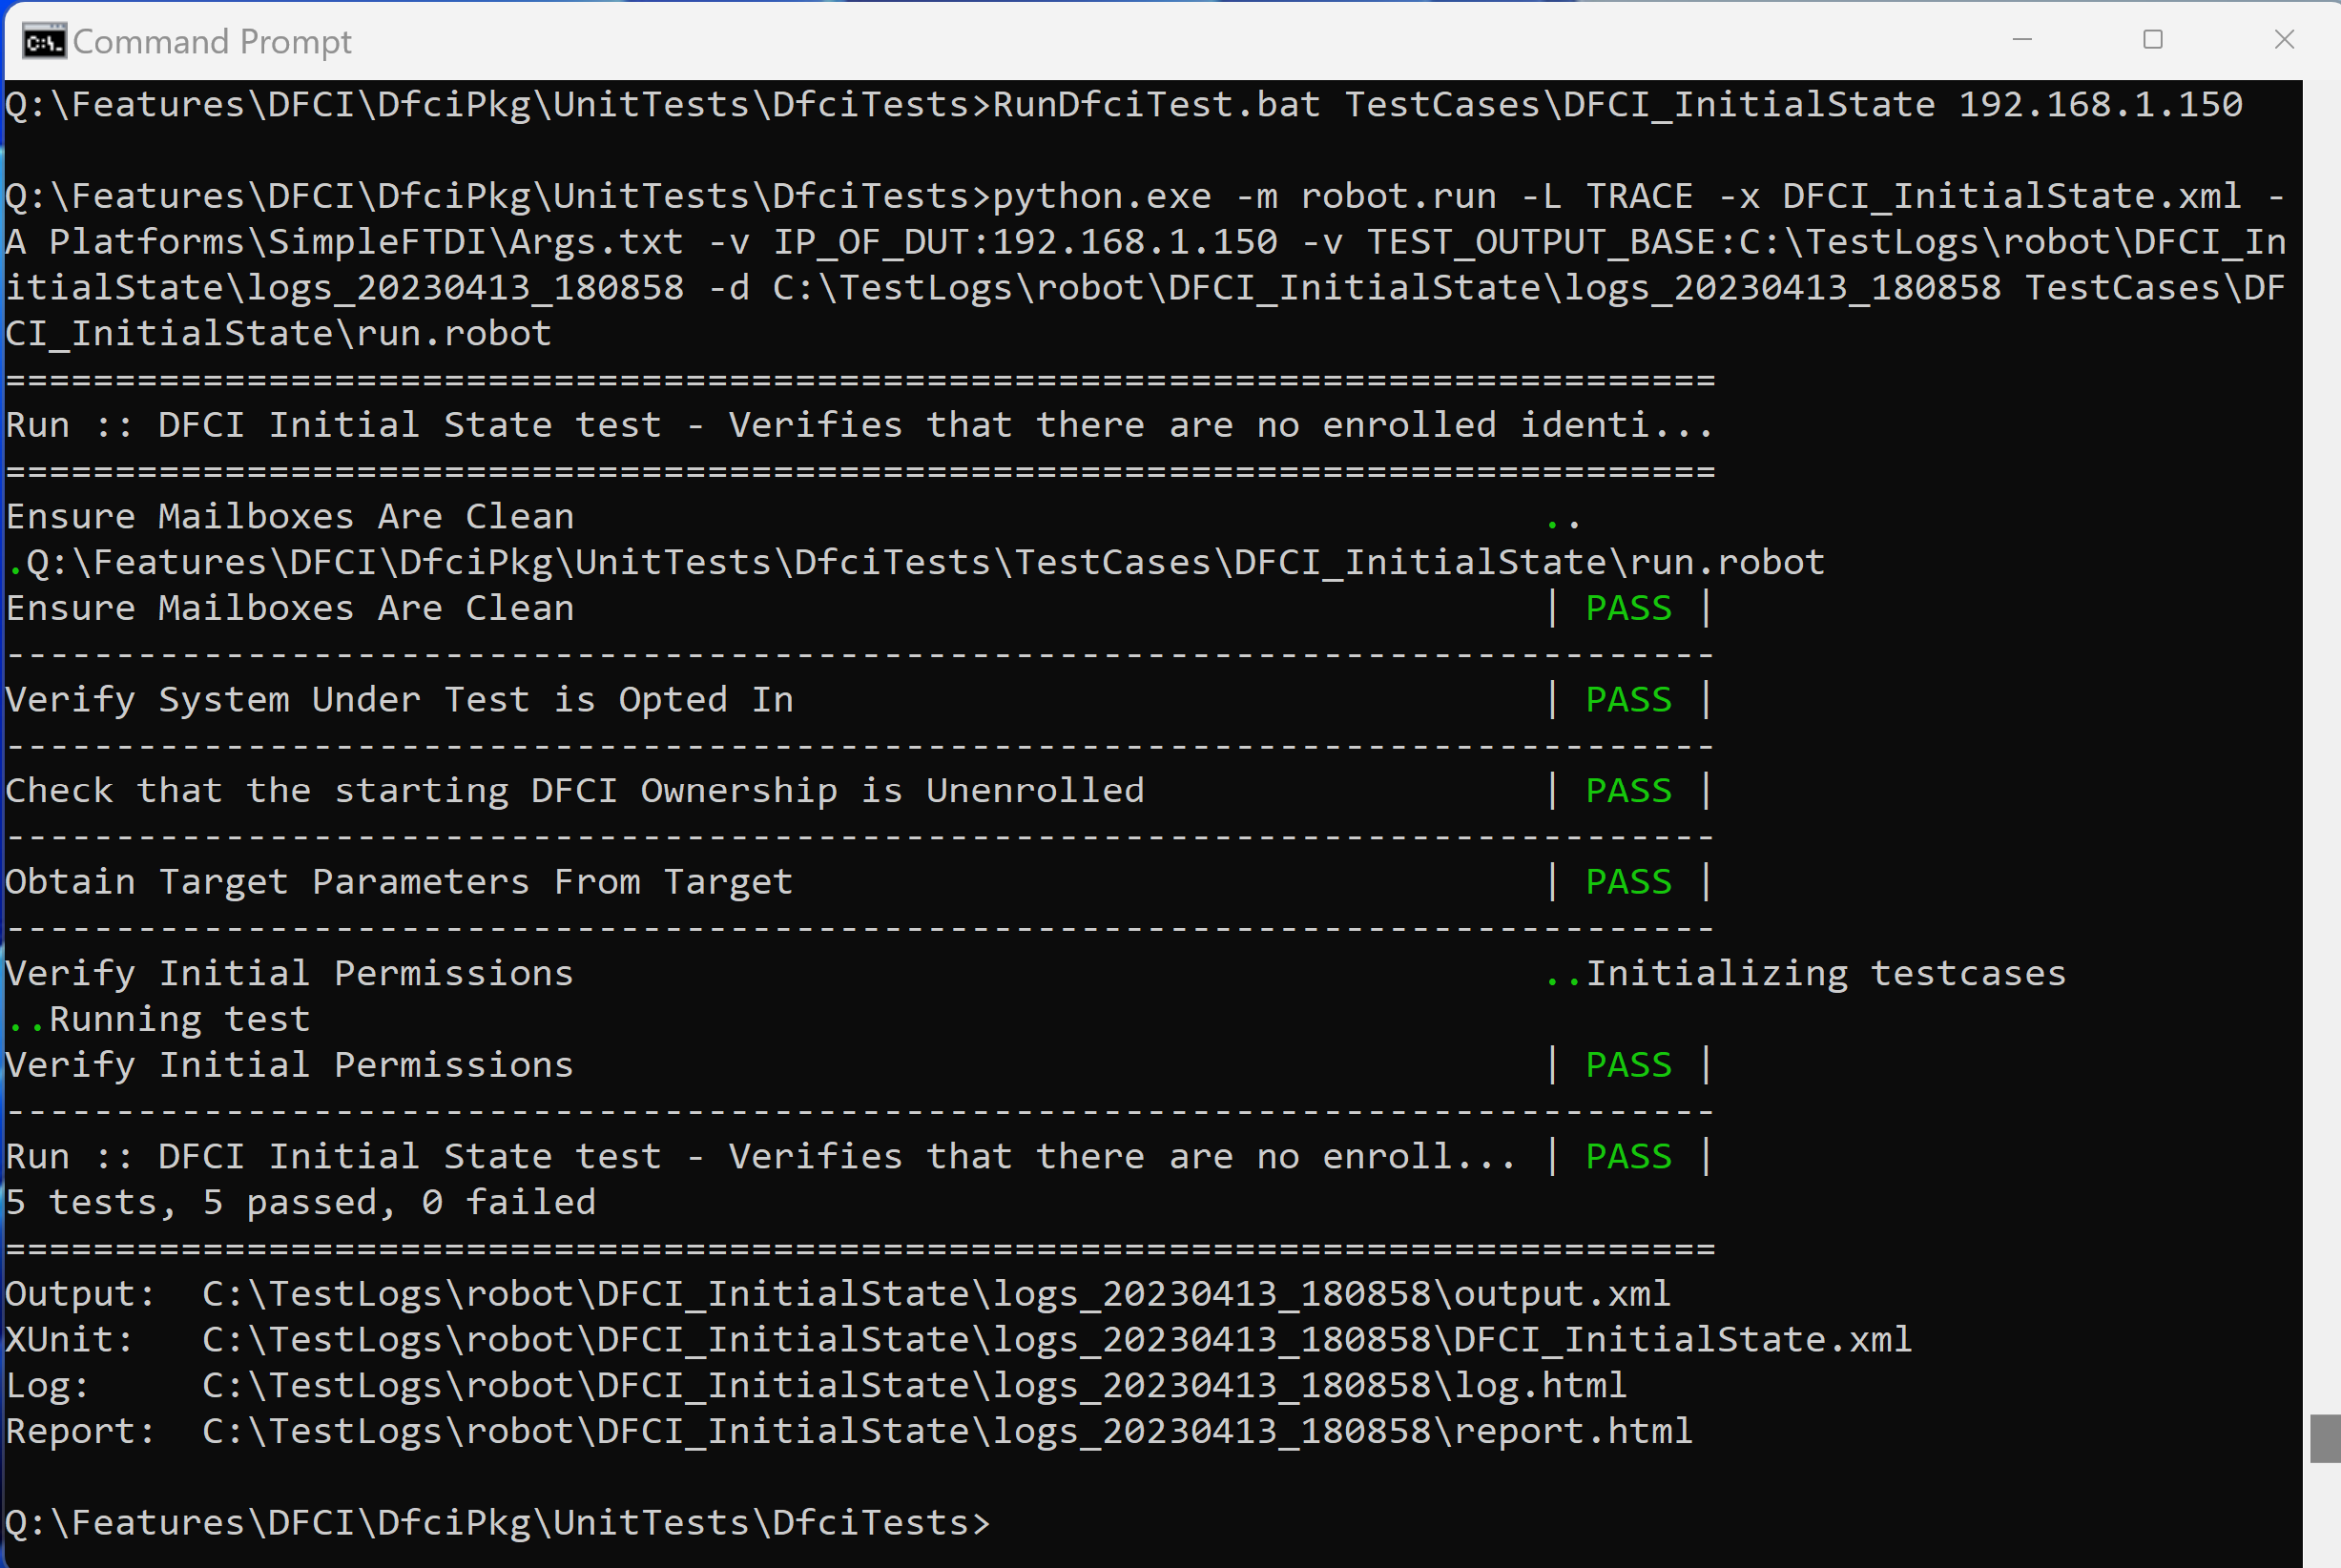 Command Prompt
Q:\Features\DFCI\DfciPkg\UnitTests\DfciTests>RunDfciTest.bat TestCases\DFCI_InitialState 192.168.1.150
Q:\Features\DFCI\DfciPkg\UnitTests\DfciTests>python.exe -m robot.run -L TRACE -x DFCI_InitialState.xml -
A Platforms\SimpleFTDI\Args.txt -v IP_OF_DUT:192.168.1.150 -v TEST_OUTPUT_BASE:C:\TestLogs\robot\DFCI_In
itialState\logs_20230413_180858 -d C:\TestLogs\robot\DFCI_InitialState\logs_20230413_180858 TestCases\DF
CI_InitialState\run.robot
==============================================================================
Run :: DFCI Initial State test - Verifies that there are no enrolled identi...
==============================================================================
Ensure Mailboxes Are Clean                                            ..
.Q:\Features\DFCI\DfciPkg\UnitTests\DfciTests\TestCases\DFCI_InitialState\run.robot
Ensure Mailboxes Are Clean                                            | PASS |
------------------------------------------------------------------------------
Verify System Under Test is Opted In                                  | PASS |
------------------------------------------------------------------------------
Check that the starting DFCI Ownership is Unenrolled                  | PASS |
------------------------------------------------------------------------------
Obtain Target Parameters From Target                                  | PASS |
------------------------------------------------------------------------------
Verify Initial Permissions                                            ..Initializing testcases
..Running test
Verify Initial Permissions                                            | PASS |
------------------------------------------------------------------------------
Run :: DFCI Initial State test - Verifies that there are no enroll... | PASS |
5 tests, 5 passed, 0 failed
==============================================================================
Output:  C:\TestLogs\robot\DFCI_InitialState\logs_20230413_180858\output.xml
XUnit:   C:\TestLogs\robot\DFCI_InitialState\logs_20230413_180858\DFCI_InitialState.xml
Log:     C:\TestLogs\robot\DFCI_InitialState\logs_20230413_180858\log.html
Report:  C:\TestLogs\robot\DFCI_InitialState\logs_20230413_180858\report.html
Q:\Features\DFCI\DfciPkg\UnitTests\DfciTests>